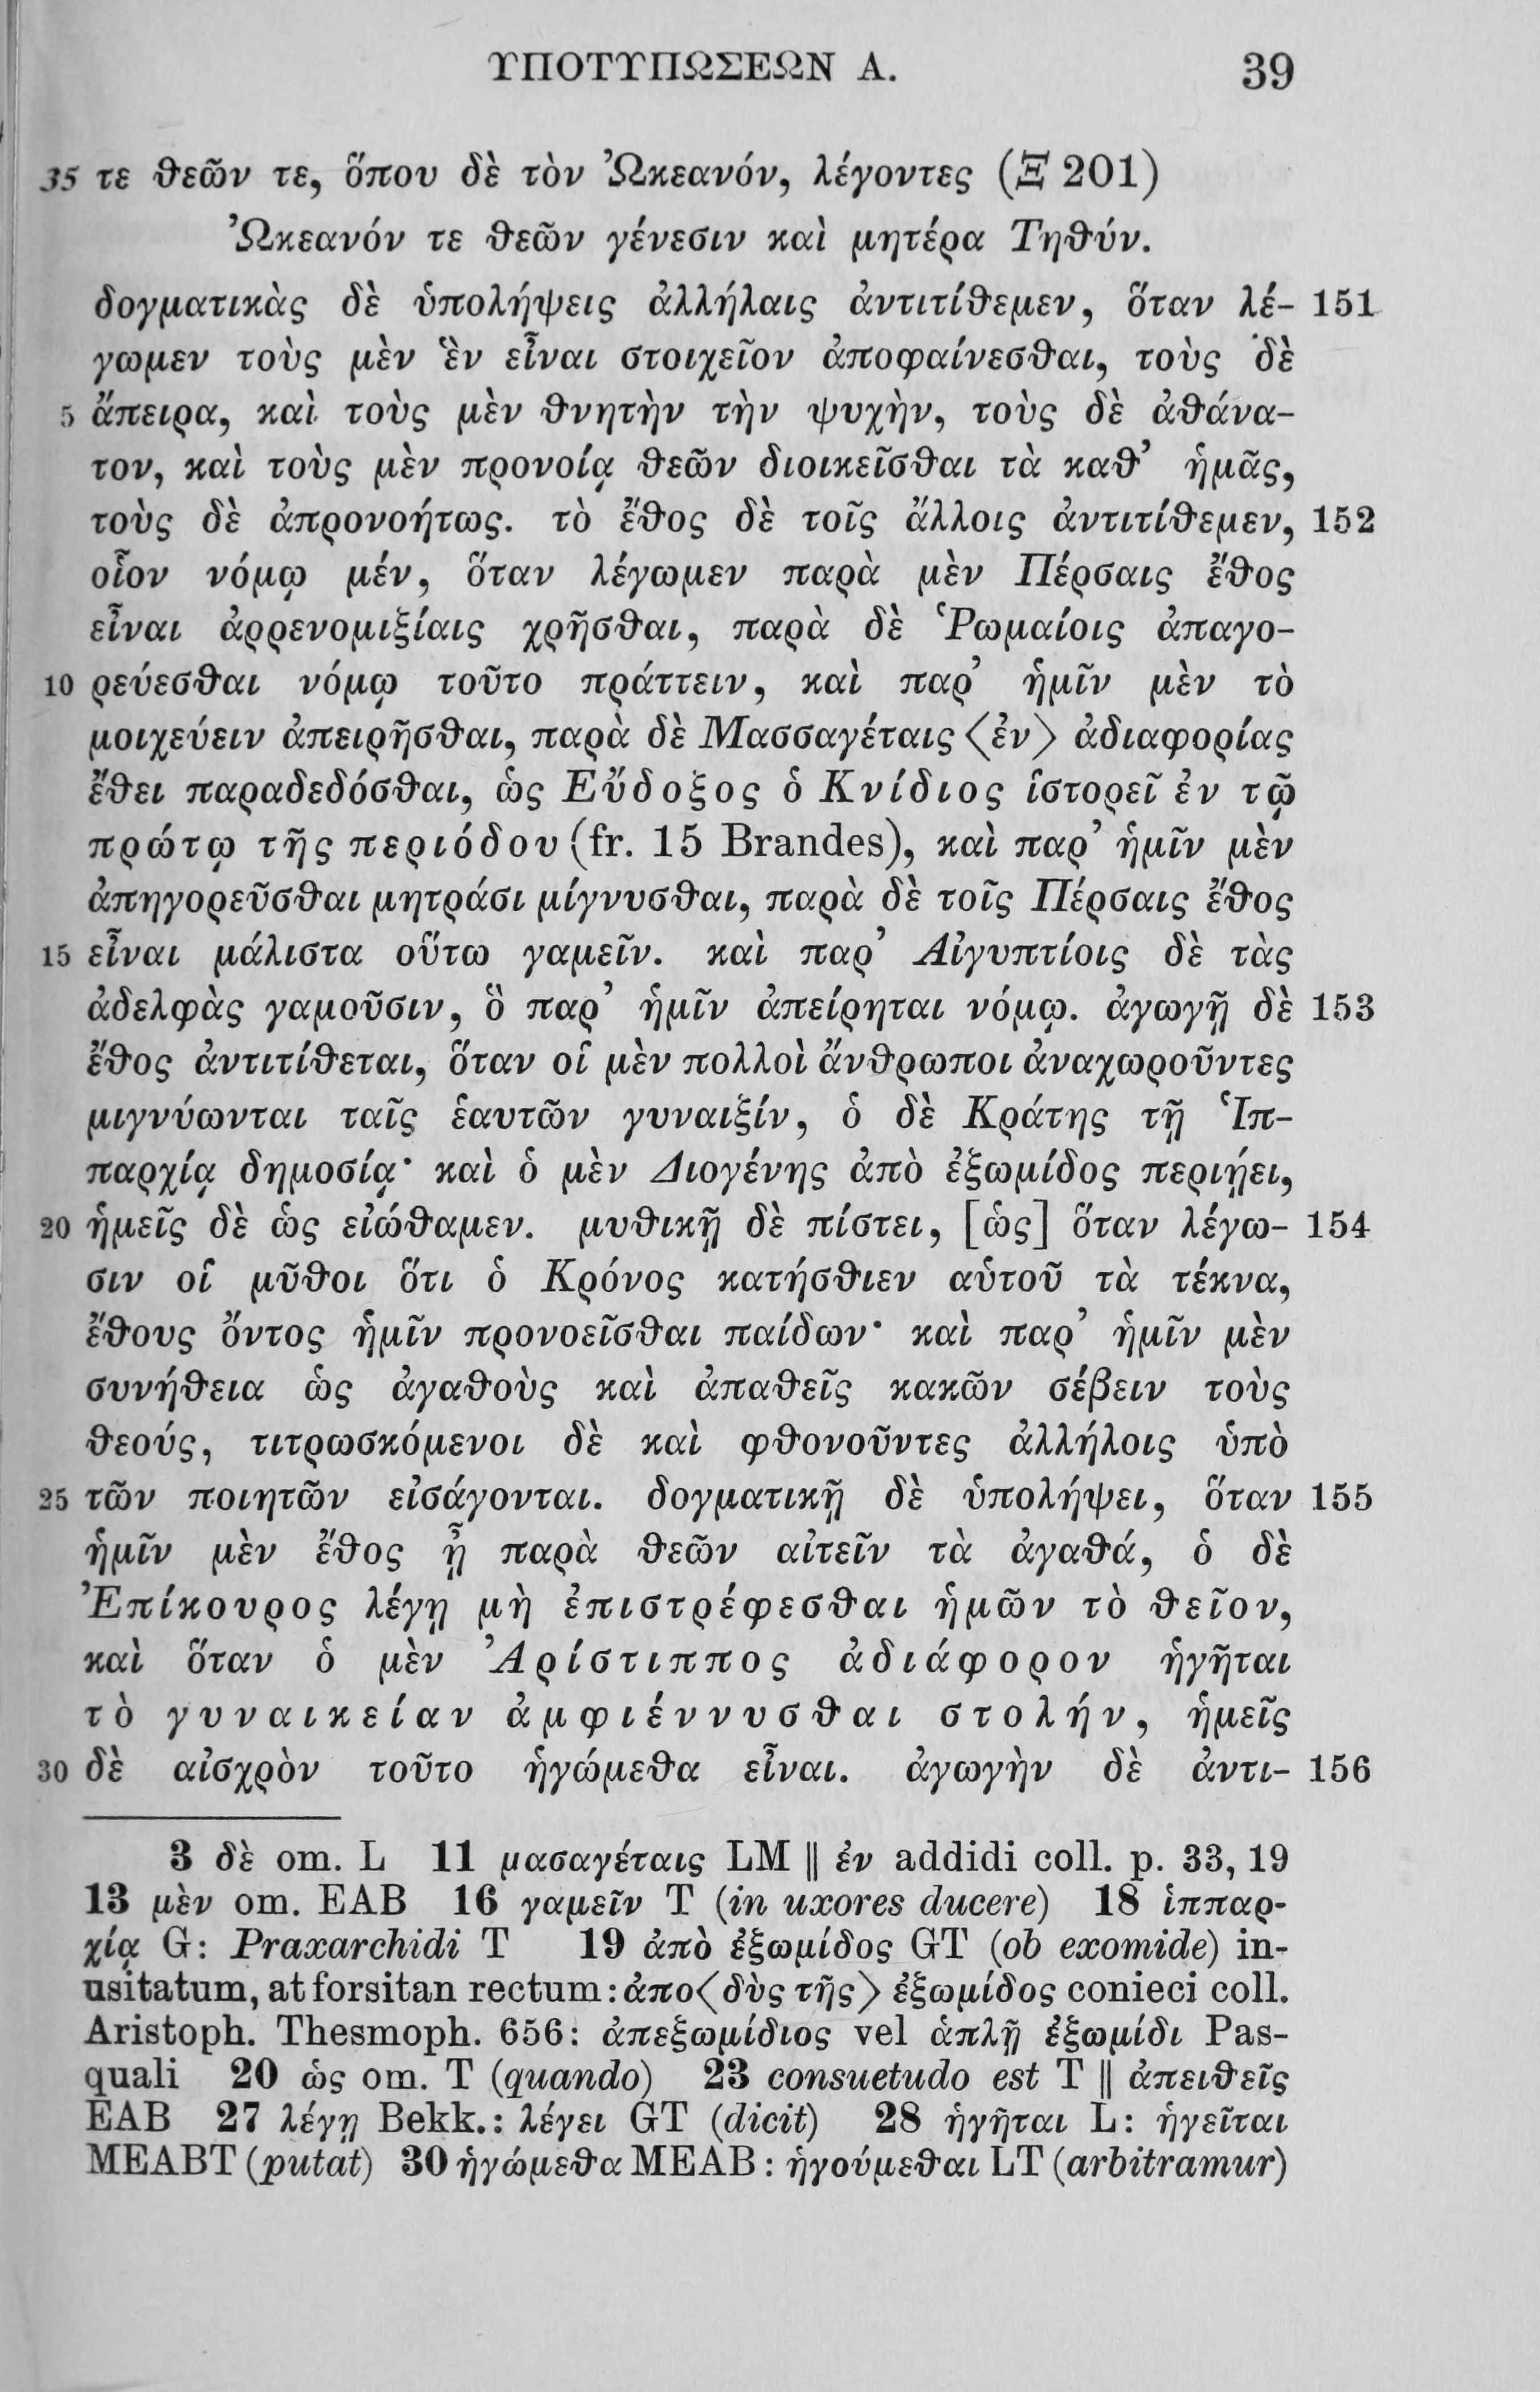 ΥΠΟΤΥΠΩΣΕΩΝ Α. 39
35 τε θεῶν τε, ὅπου δὲ τὸν Ὠκεανόν, λέγοντες (Ξ 201)
Ὠκεανόν τε θεῶν γένεσιν καὶ μητέρα Τηθύν.
δογματικὰς δὲ ὑπολήψεις ἀλλήλαις ἀντιτίθεμεν, ὅταν λέ- 151
γωμεν τοὺς μὲν ἓν εἶναι στοιχεῖον ἀποφαίνεσθαι, τοὺς δὲ
5 ἄπειρα, καὶ τοὺς μὲν θνητὴν τὴν ψυχὴν, τοὺς δὲ ἀθάνα-
τον, καὶ τοὺς μὲν προνοίᾳ θεῶν διοικεῖσθαι τὰ καθ’ ἡμᾶς,
τοὺς δὲ ἀπρονοήτως. τὸ ἔθος δὲ τοῖς ἄλλοις ἀντιτίθεμεν, 152
οἷον νόμῳ μέν, ὅταν λέγωμεν παρὰ μὲν Πέρσαις ἔθος
εἶναι ἀρρενομιξίαις χρῆσθαι, παρὰ δὲ Ῥωμαίοις ἀπαγο-
10 ρεύεσθαι νόμῳ τοῦτο πράττειν, καὶ παρ’ ἡμῖν μὲν τὸ
μοιχεύειν ἀπειρῆσθαι, παρὰ δὲ Μασσαγέταις ⟨ἐν⟩ ἀδιαφορίας
ἔθει παραδεδόσθαι, ὡς Εὔδοξος ὁ Κνίδιος ἱστορεῖ ἐν τῷ
πρώτῳ τῆς περιόδου (fr. 15 Brandes), καὶ παρ’ ἡμῖν μὲν
ἀπηγορεῦσθαι μητράσι μίγνυσθαι, παρὰ δὲ τοῖς Πέρσαις ἔθος
15 εἶναι μάλιστα οὕτω γαμεῖν. καὶ παρ’ Αἰγυπτίοις δὲ τὰς
ἀδελφὰς γαμοῦσιν, ὃ παρ’ ἡμῖν ἀπείρηται νόμῳ. ἀγωγῇ δὲ 153
ἔθος ἀντιτίθεται, ὅταν οἱ μὲν πολλοὶ ἄνθρωποι ἀναχωροῦντες
μιγνύωνται ταῖς ἑαυτῶν γυναιξίν, ὁ δὲ Κράτης τῇ Ἱπ-
παρχίᾳ δημοσίᾳ· καὶ ὁ μὲν Διογένης ἀπὸ ἐξωμίδος περιῄει,
20 ἡμεῖς δὲ ὡς εἰώθαμεν. μυθικῇ δὲ πίστει, [ὡς] ὅταν λέγω- 154
σιν οἱ μῦθοι ὅτι ὁ Κρόνος κατήσθιεν αὑτοῦ τὰ τέκνα,
ἔθους ὄντος ἡμῖν προνοεῖσθαι παίδων· καὶ παρ’ ἡμῖν μὲν
συνήθεια ὡς ἀγαθοὺς καὶ ἀπαθεῖς κακῶν σέβειν τοὺς
θεούς, τιτρωσκόμενοι δὲ καὶ φθονοῦντες ἀλλήλοις ὑπὸ
25 τῶν ποιητῶν εἰσάγονται. δογματικῇ δὲ ὑπολήψει, ὅταν 155
ἡμῖν μὲν ἔθος ᾖ παρὰ θεῶν αἰτεῖν τὰ ἀγαθά, ὁ δὲ
Ἐπίκουρος λέγῃ μὴ ἐπιστρέφεσθαι ἡμῶν τὸ θεῖον,
καὶ ὅταν ὁ μὲν Ἀρίστιππος ἀδιάφορον ἡγῆται
τὸ γυναικείαν ἀμφιέννυσθαι στολήν, ἡμεῖς
30 δὲ αἰσχρὸν τοῦτο ἡγώμεθα εἶναι. ἀγωγὴν δὲ ἀντι- 156
3 δὲ om. L 11 μασαγέταις LM || ἐν addidi coll. p. 33, 19
13 μὲν om. EAB 16 γαμεῖν T (in uxores ducere) 18 ἱππαρ-
χίᾳ G: Praxarchidi T 19 ἀπὸ ἐξωμίδος GT (ob exomide) in-
usitatum, at forsitan rectum: ἀπο⟨δὺς τῆς⟩ ἐξωμίδος conieci coll.
Aristoph. Thesmoph. 656: ἀπεξωμίδιος vel ἁπλῇ ἐξωμίδι Pas-
quali 20 ὡς om. T (quando) 23 consuetudo est T || ἀπειθεῖς
EAB 27 λέγῃ Bekk.: λέγει GT (dicit) 28 ἡγῆται L: ἡγεῖται
MEABT (putat) 30 ἡγώμεθα MEAB: ἡγούμεθαι LT (arbitramur)